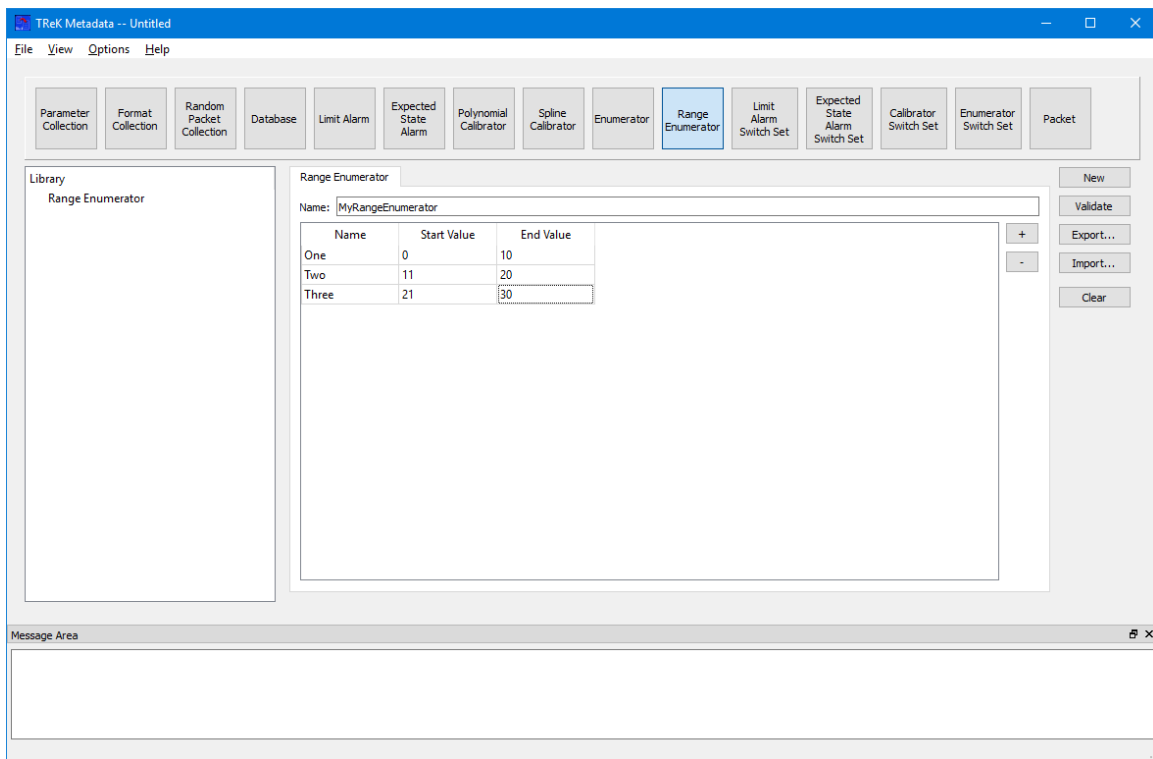 TReK Metadata -- Untitled
File View Options Help
Parameter
Collection
Format
Collection
Random
Packet
Collection
Database
Limit Alarm
Expected
State
Alarm
Polynomial
Calibrator
Spline
Calibrator
Enumerator
Range
Enumerator
Limit
Alarm
Switch Set
Expected
State
Alarm
Switch Set
Calibrator
Switch Set
Enumerator
Switch Set
Packet
Library
Range Enumerator
Range Enumerator
Name: MyRangeEnumerator
Name Start Value End Value
One 0 10
Two 11 20
Three 21 30
+
-
New
Validate
Export...
Import...
Clear
Message Area